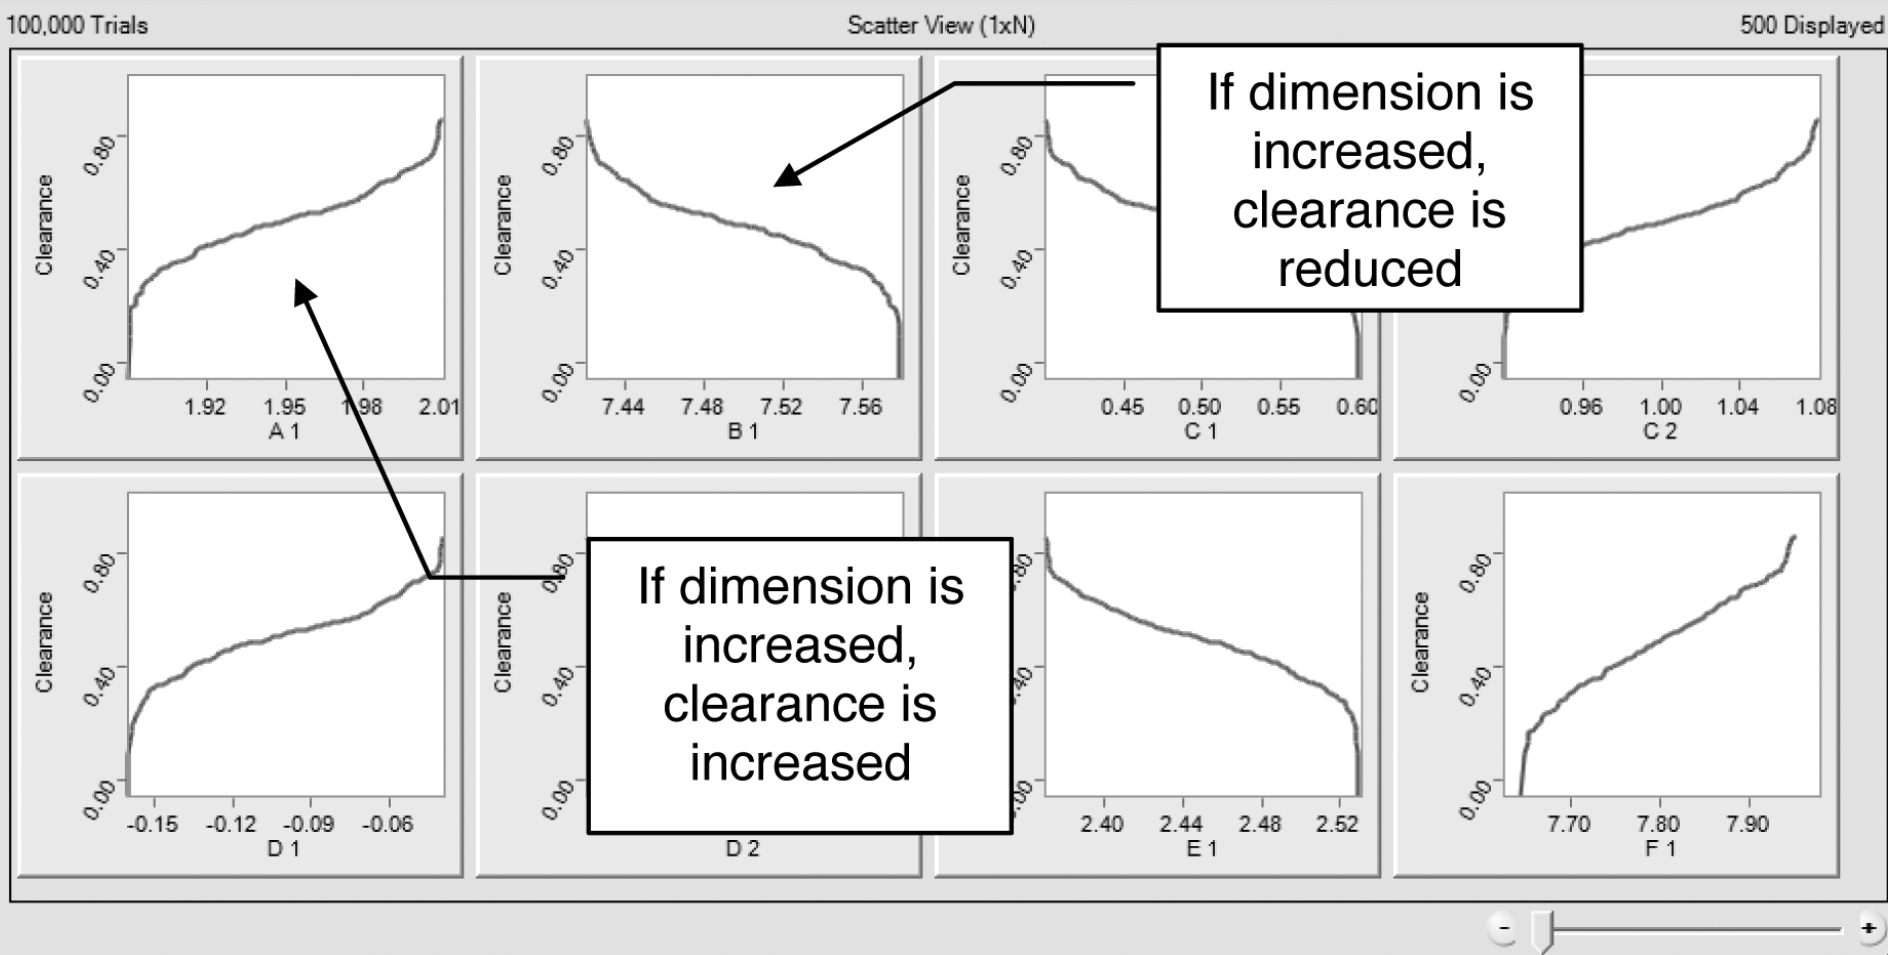 100,000 Trials
Scatter View (1xN)
500 Displayed
If dimension is
increased,
clearance is
reduced
Clearance
0.80
0.40
0.00
1.92 1.95 1.98 2.01
A 1
Clearance
0.80
0.40
0.00
7.44 7.48 7.52 7.56
B 1
Clearance
0.80
0.40
0.00
0.45 0.50 0.55 0.60
C 1
0.00
0.96 1.00 1.04 1.08
C 2
Clearance
0.80
0.40
0.00
-0.15 -0.12 -0.09 -0.06
D 1
Clearance
0.80
0.40
0.00
If dimension is
increased,
clearance is
increased
D 2
2.40 2.44 2.48 2.52
E 1
Clearance
0.80
0.40
0.00
7.70 7.80 7.90
F 1
-
+